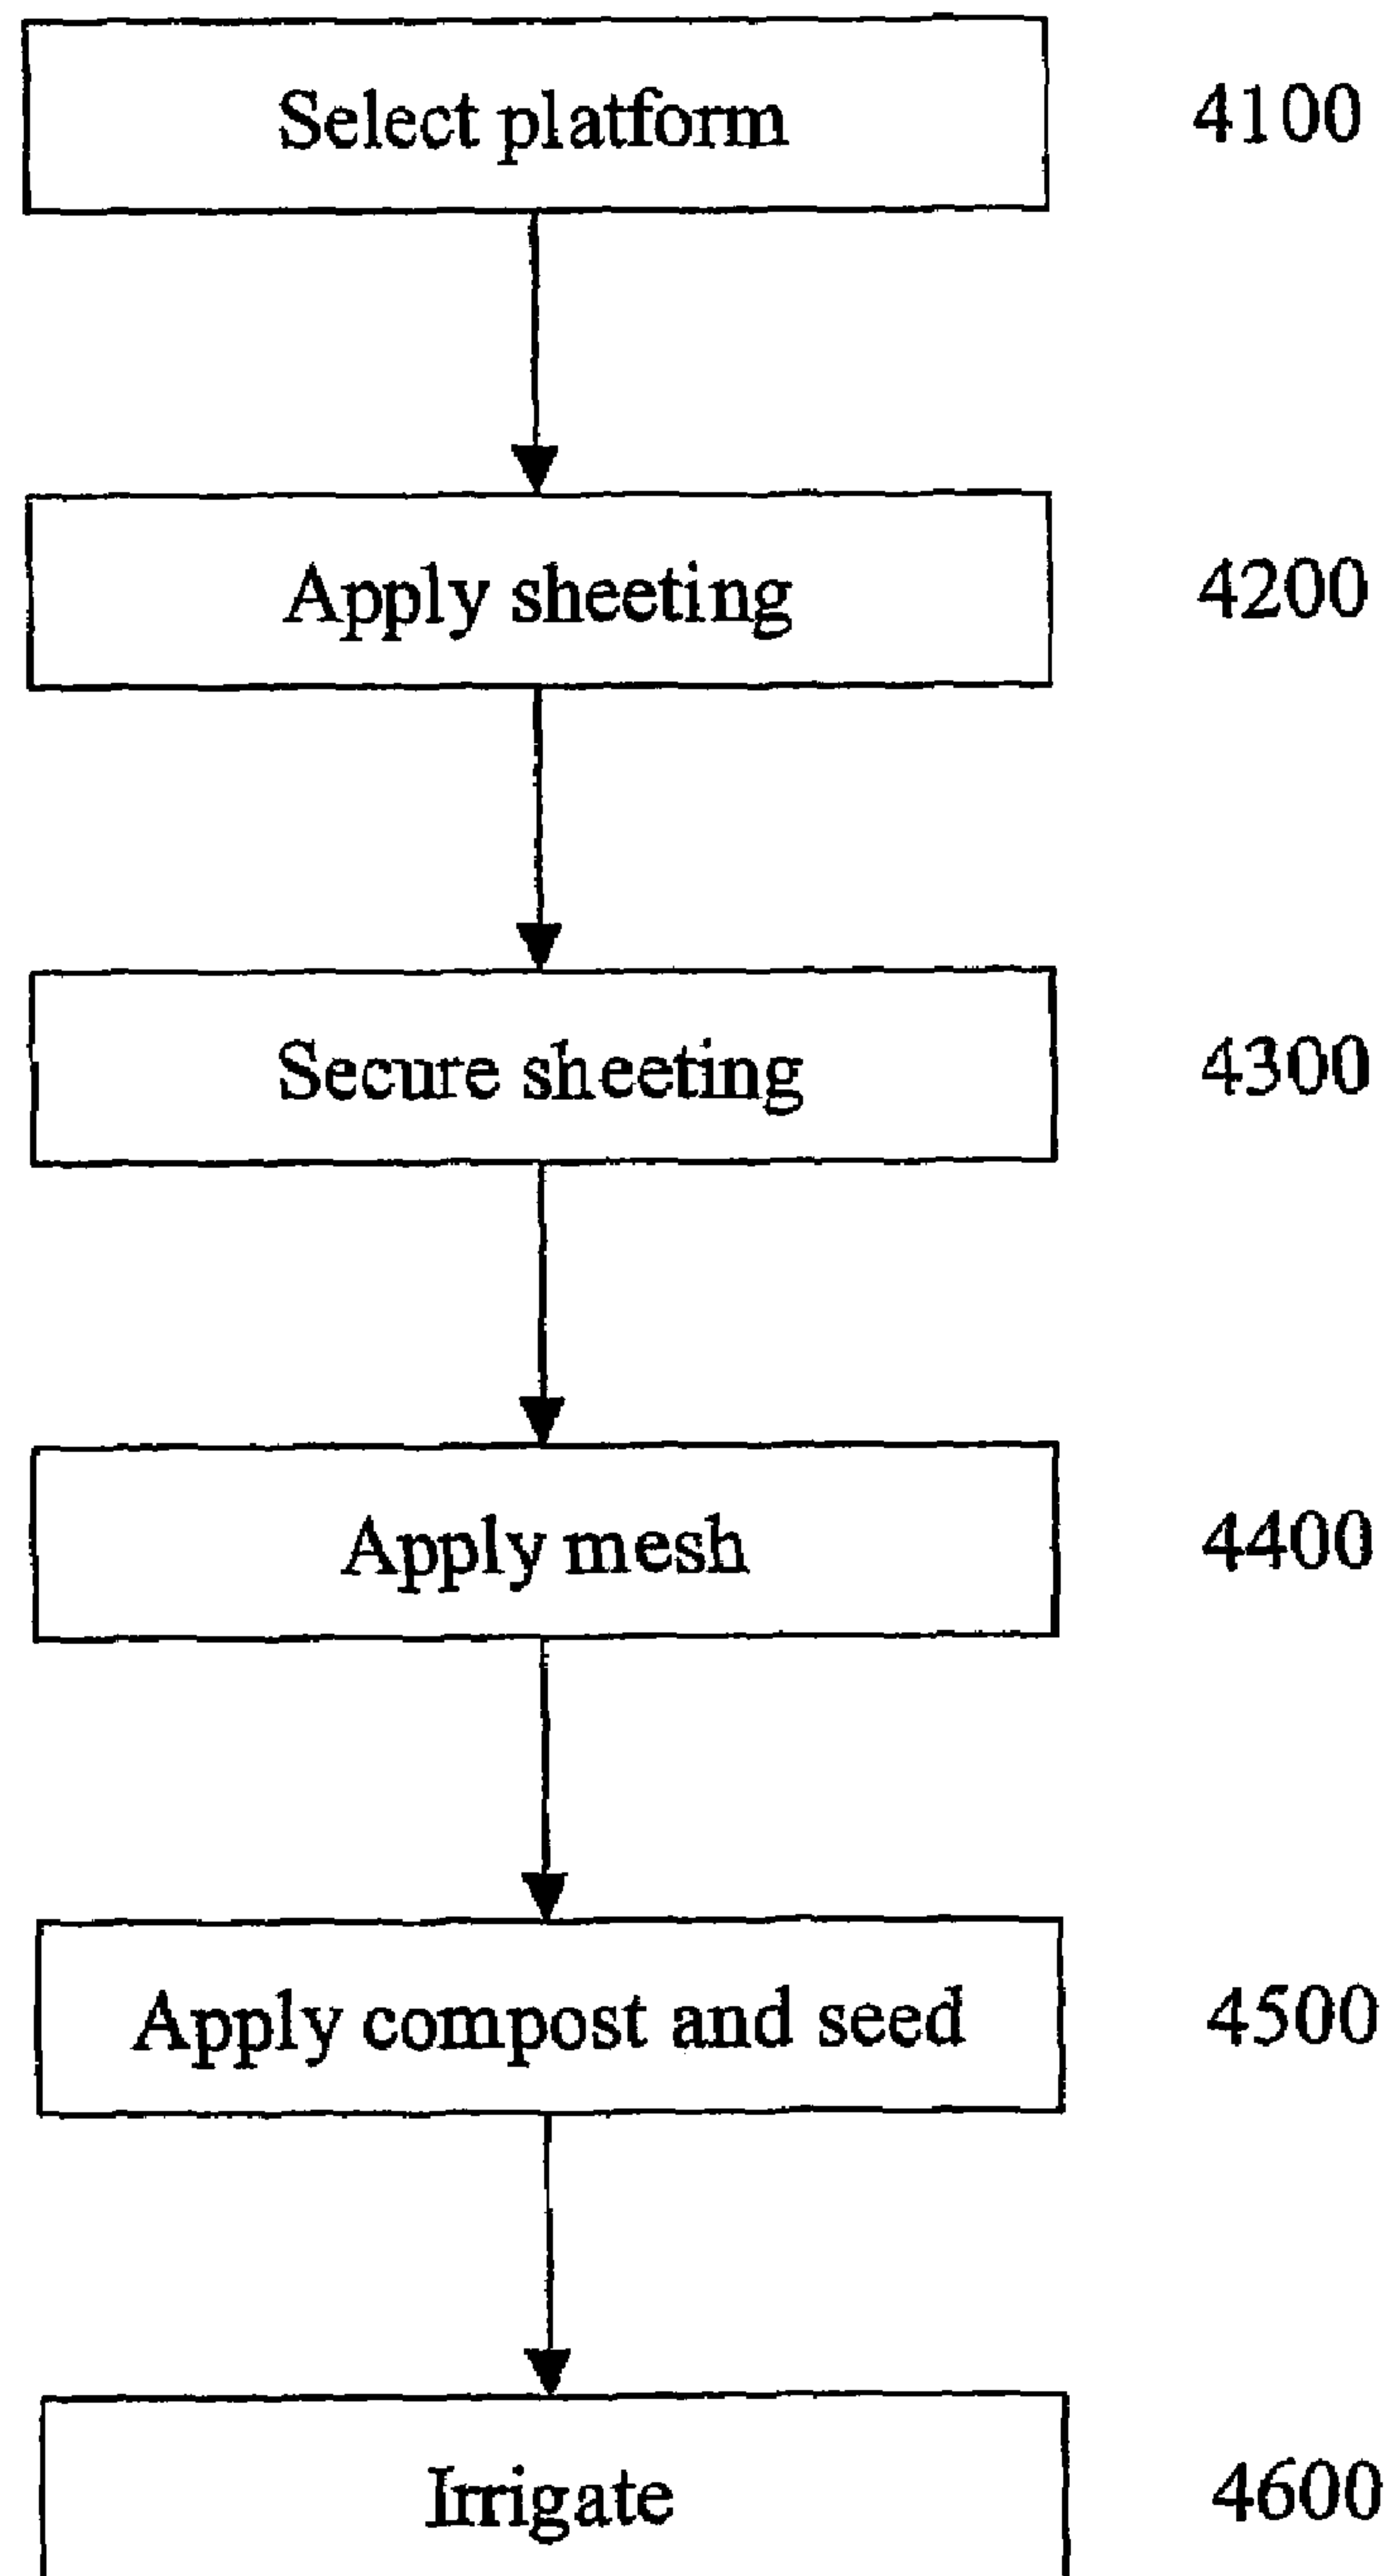 Select platform 4100
Apply sheeting 4200
Secure sheeting 4300
Apply mesh 4400
Apply compost and seed 4500
Irrigate 4600